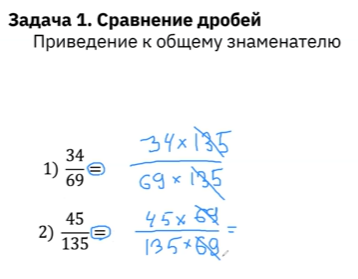 Задача 1. Сравнение дробей
Приведение к общему знаменателю
1) 34/69 = 34 × 135 / 69 × 135
2) 45/135 = 45 × 69 / 135 × 69 =